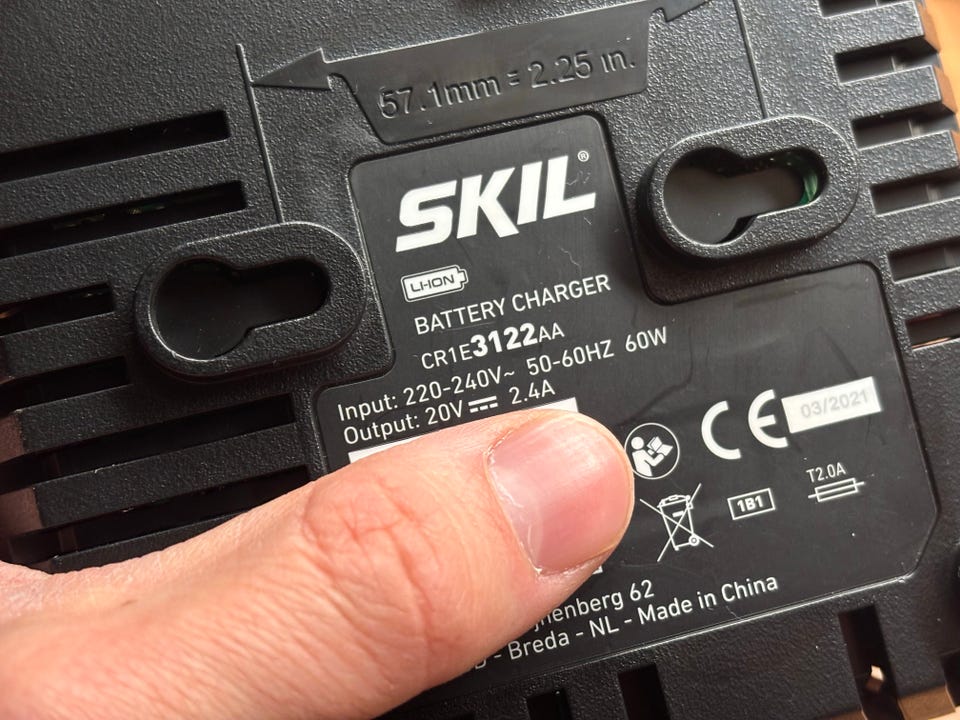 57.1mm = 2.25 in.
SKIL®
LI-ION
BATTERY CHARGER
CR1E3122AA
Input: 220-240V~ 50-60HZ 60W
Output: 20V 2.4A
03/2021
CE
T2.0A
1B1
62
- Breda - NL - Made in China